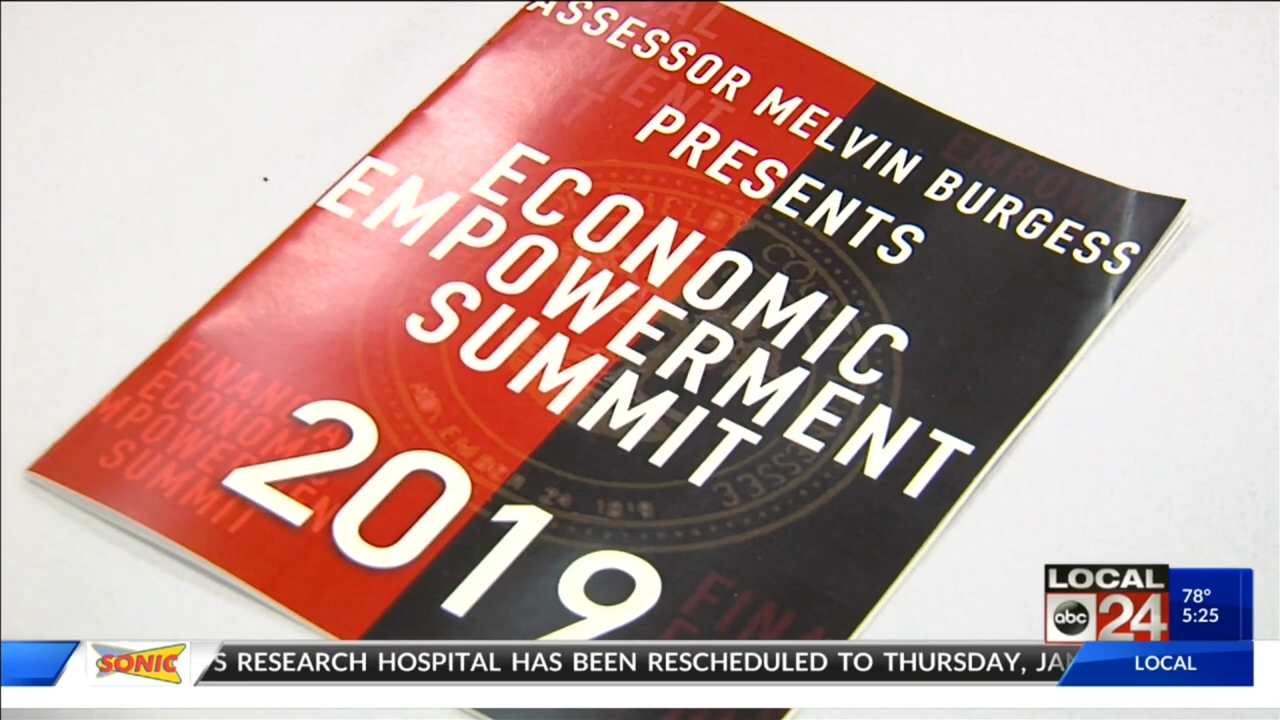 ASSESSOR MELVIN BURGESS
PRESENTS
ECONOMIC
EMPOWERMENT
SUMMIT
2019
SUMMIT
LOCAL
abc 24
78°
5:25
SONIC
'S RESEARCH HOSPITAL HAS BEEN RESCHEDULED TO THURSDAY, JA
LOCAL